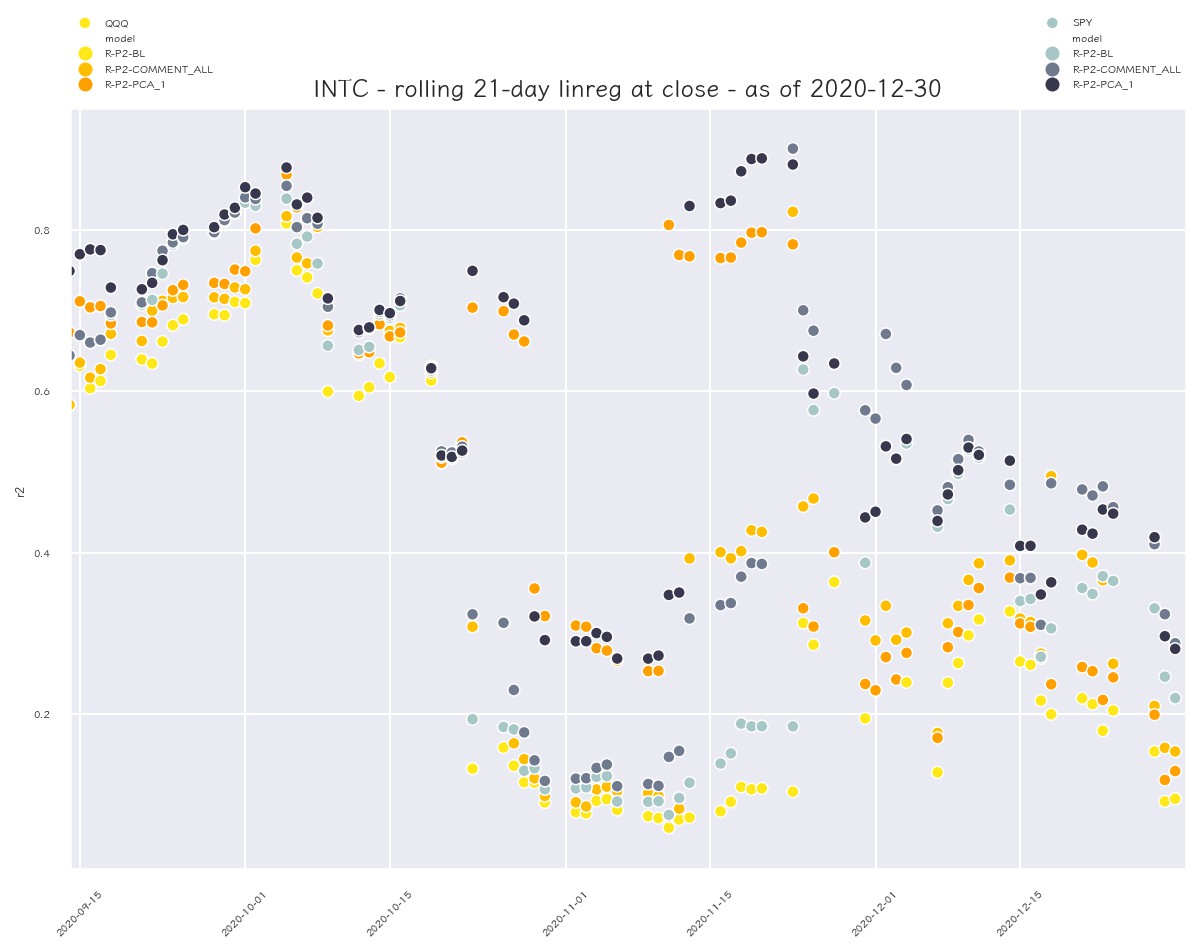 QQQ
model
R-P2-BL
R-P2-COMMENT_ALL
R-P2-PCA_1
SPY
model
R-P2-BL
R-P2-COMMENT_ALL
R-P2-PCA_1
INTC - rolling 21-day linreg at close - as of 2020-12-30
0.8
0.6
0.4
0.2
r2
2020-09-15
2020-10-01
2020-10-15
2020-11-01
2020-11-15
2020-12-01
2020-12-15